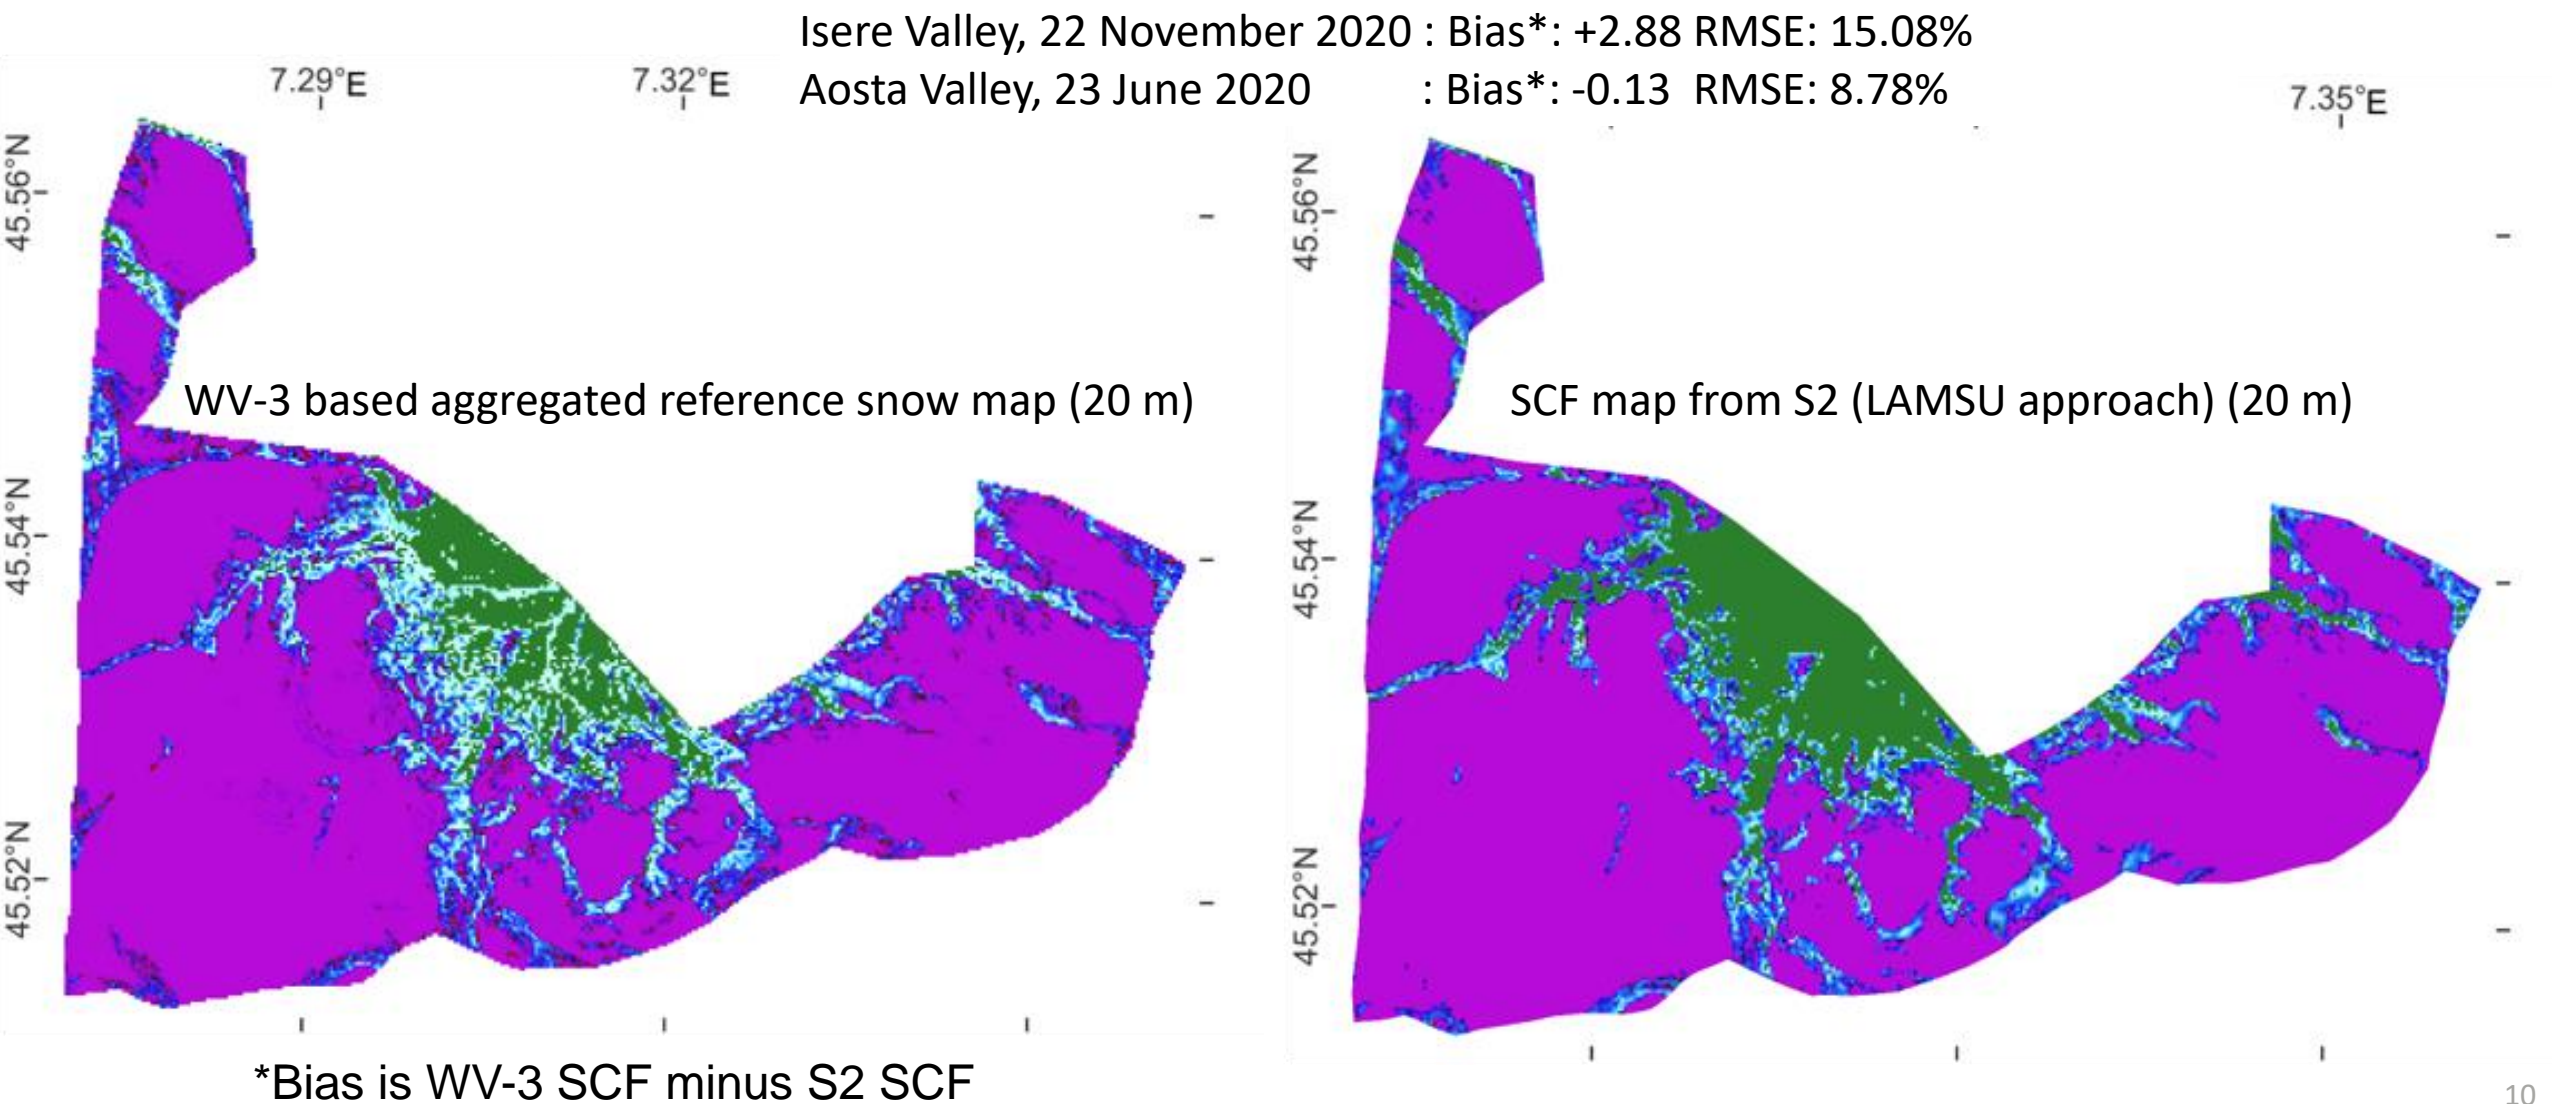 Isere Valley, 22 November 2020 : Bias*: +2.88 RMSE: 15.08%
Aosta Valley, 23 June 2020 : Bias*: -0.13 RMSE: 8.78%
7.29°E
7.32°E
7.35°E
45.56°N
45.56°N
WV-3 based aggregated reference snow map (20 m)
SCF map from S2 (LAMSU approach) (20 m)
45.54°N
45.54°N
45.52°N
45.52°N
*Bias is WV-3 SCF minus S2 SCF
10